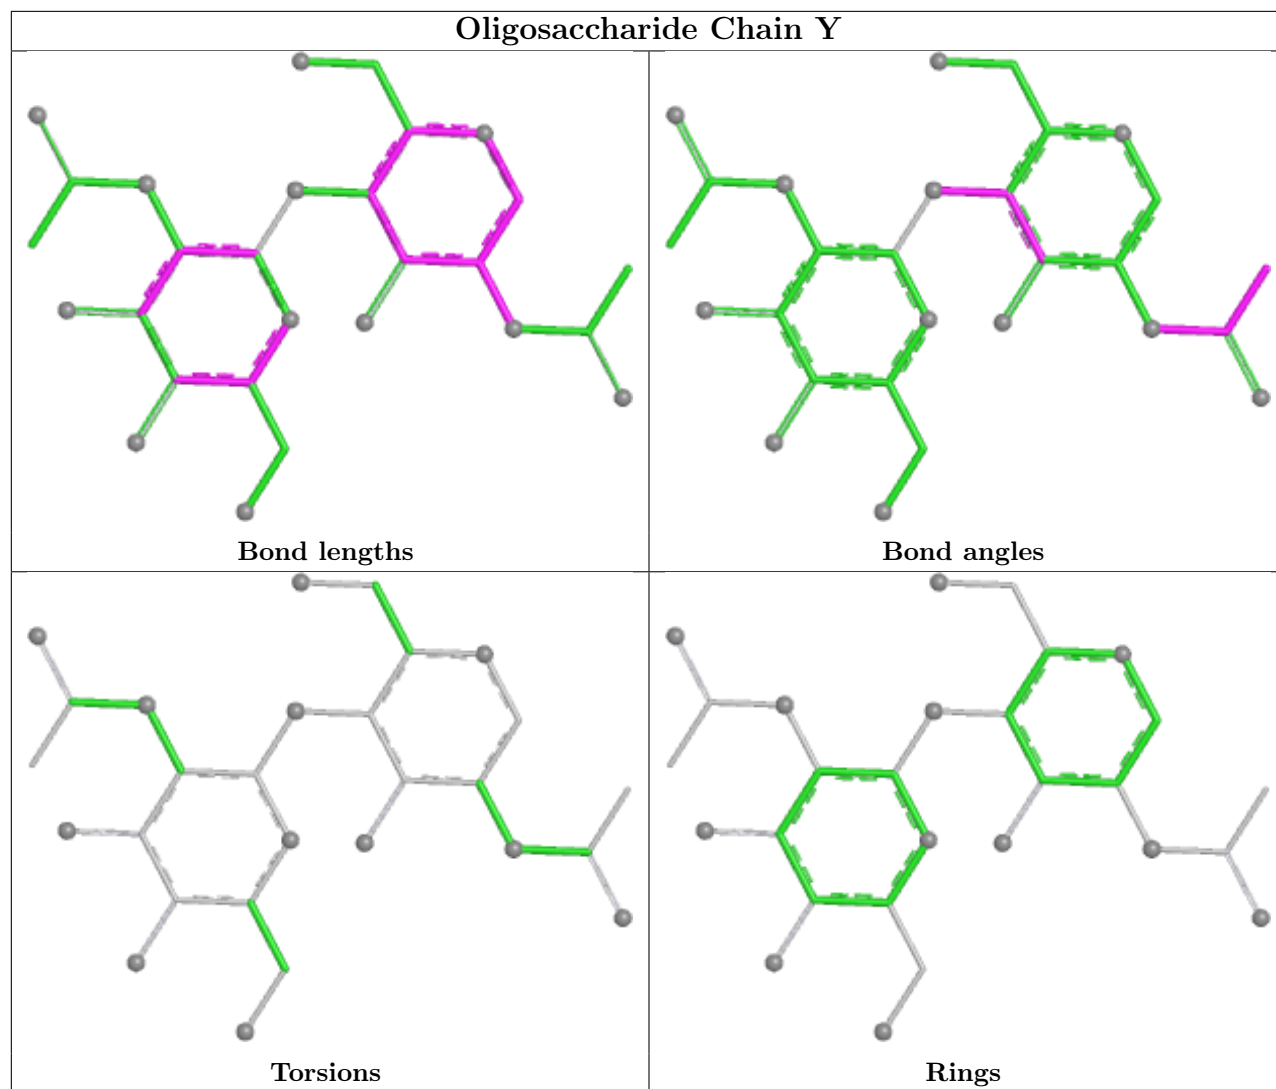 Oligosaccharide Chain Y
Bond lengths
Bond angles
Torsions
Rings